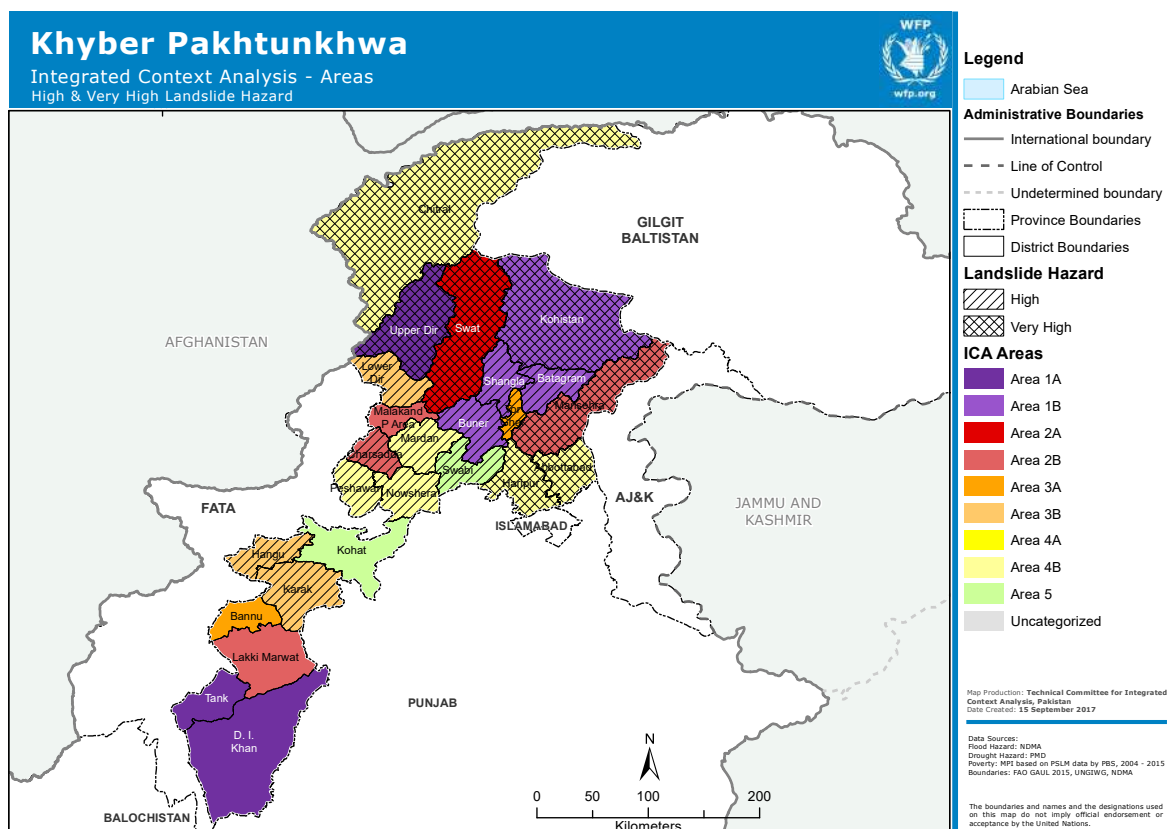 Khyber Pakhtunkhwa
Integrated Context Analysis - Areas
High & Very High Landslide Hazard
WFP
wfp.org
Chitral
GILGIT
BALTISTAN
AFGHANISTAN
Upper Dir
Swat
Kohistan
Lower
Dir
Shangla
Batagram
Mansehra
Tor
Ghar
Malakand
P Area
Buner
Mardan
Charsadda
Swabi
Abbottabad
Haripur
Peshawar
Nowshera
FATA
ISLAMABAD
AJ&K
JAMMU AND
KASHMIR
Kohat
Hangu
Karak
Bannu
Lakki Marwat
Tank
D. I.
Khan
PUNJAB
BALOCHISTAN
N
0 50 100 200
Kilometers
Legend
Arabian Sea
Administrative Boundaries
International boundary
Line of Control
Undetermined boundary
Province Boundaries
District Boundaries
Landslide Hazard
High
Very High
ICA Areas
Area 1A
Area 1B
Area 2A
Area 2B
Area 3A
Area 3B
Area 4A
Area 4B
Area 5
Uncategorized
Map Production: Technical Committee for Integrated
Context Analysis, Pakistan
Date Created: 15 September 2017
Data Sources:
Flood Hazard: NDMA
Drought Hazard: PMD
Poverty: MPI based on PSLM data by PBS, 2004 - 2015
Boundaries: FAO GAUL 2015, UNGIWG, NDMA
The boundaries and names and the designations used
on this map do not imply official endorsement or
acceptance by the United Nations.